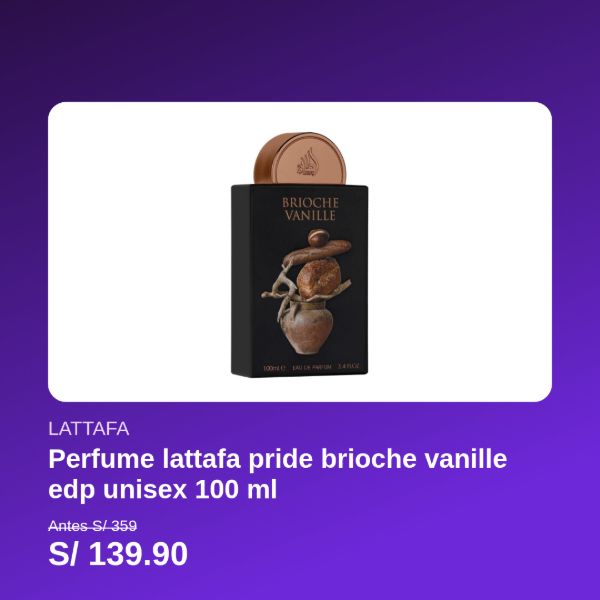 BRIOCHE
VANILLE
100ml ℮ EAU DE PARFUM 3.4 FL.OZ.
LATTAFA
Perfume lattafa pride brioche vanille
edp unisex 100 ml
Antes S/ 359
S/ 139.90